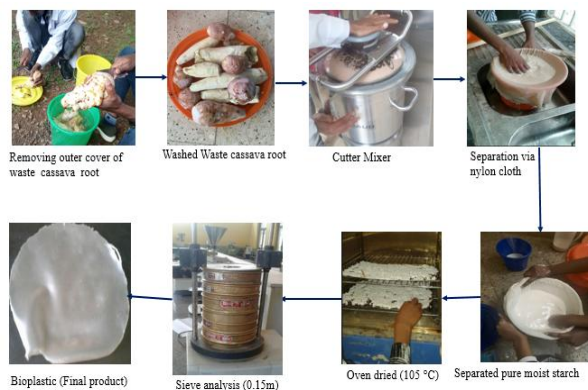 Removing outer cover of
waste cassava root
Washed Waste cassava root
Cutter Mixer
Separation via
nylon cloth
Bioplastic (Final product)
Sieve analysis (0.15m)
Oven dried (105 °C)
Separated pure moist starch